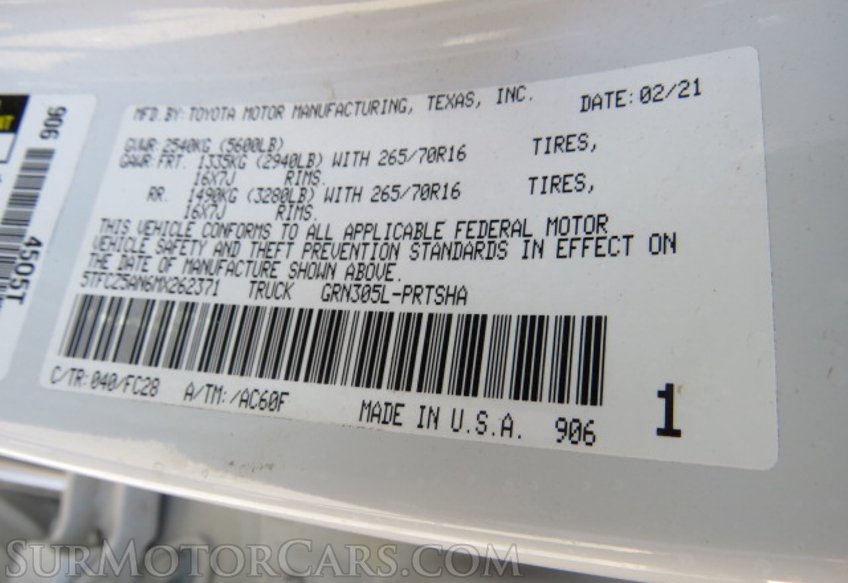 MFD. BY: TOYOTA MOTOR MANUFACTURING, TEXAS, INC. DATE: 02/21
GVWR: 2540KG (5600LB)
GAWR: FRT. 1335KG (2940LB) WITH 265/70R16 TIRES,
16X7J RIMS.
RR. 1490KG (3280LB) WITH 265/70R16 TIRES,
16X7J RIMS.
THIS VEHICLE CONFORMS TO ALL APPLICABLE FEDERAL MOTOR
VEHICLE SAFETY AND THEFT PREVENTION STANDARDS IN EFFECT ON
THE DATE OF MANUFACTURE SHOWN ABOVE.
5TFCZ5AN6MX262371 TRUCK GRN305L-PRTSHA
C/TR: 040/FC28 A/TM: /AC60F MADE IN U.S.A. 906 1
906 4505T
SURMOTORCARS.COM